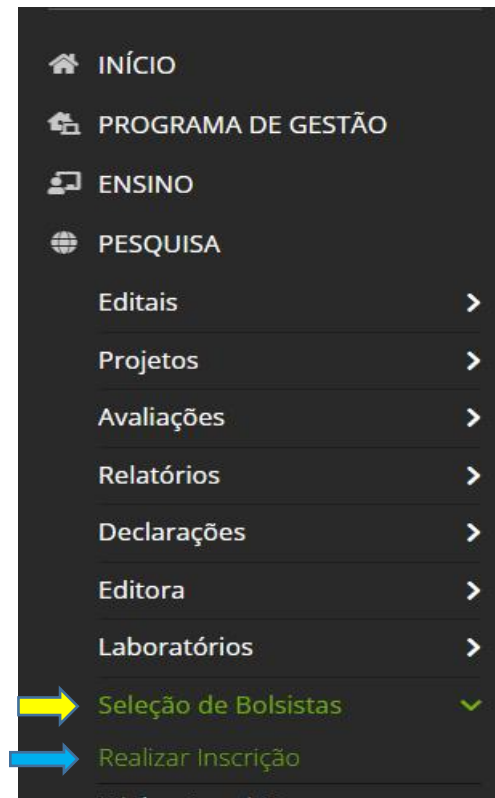 INÍCIO
PROGRAMA DE GESTÃO
ENSINO
PESQUISA
Editais
Projetos
Avaliações
Relatórios
Declarações
Editora
Laboratórios
Seleção de Bolsistas
Realizar Inscrição